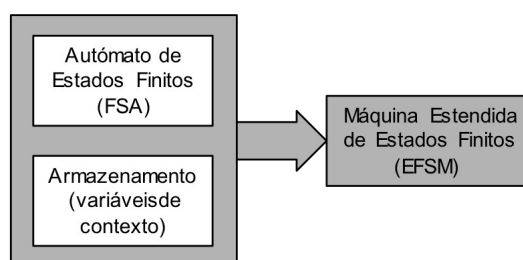 Autómato de
Estados Finitos
(FSA)
Armazenamento
(variáveisde
contexto)
Máquina Estendida
de Estados Finitos
(EFSM)